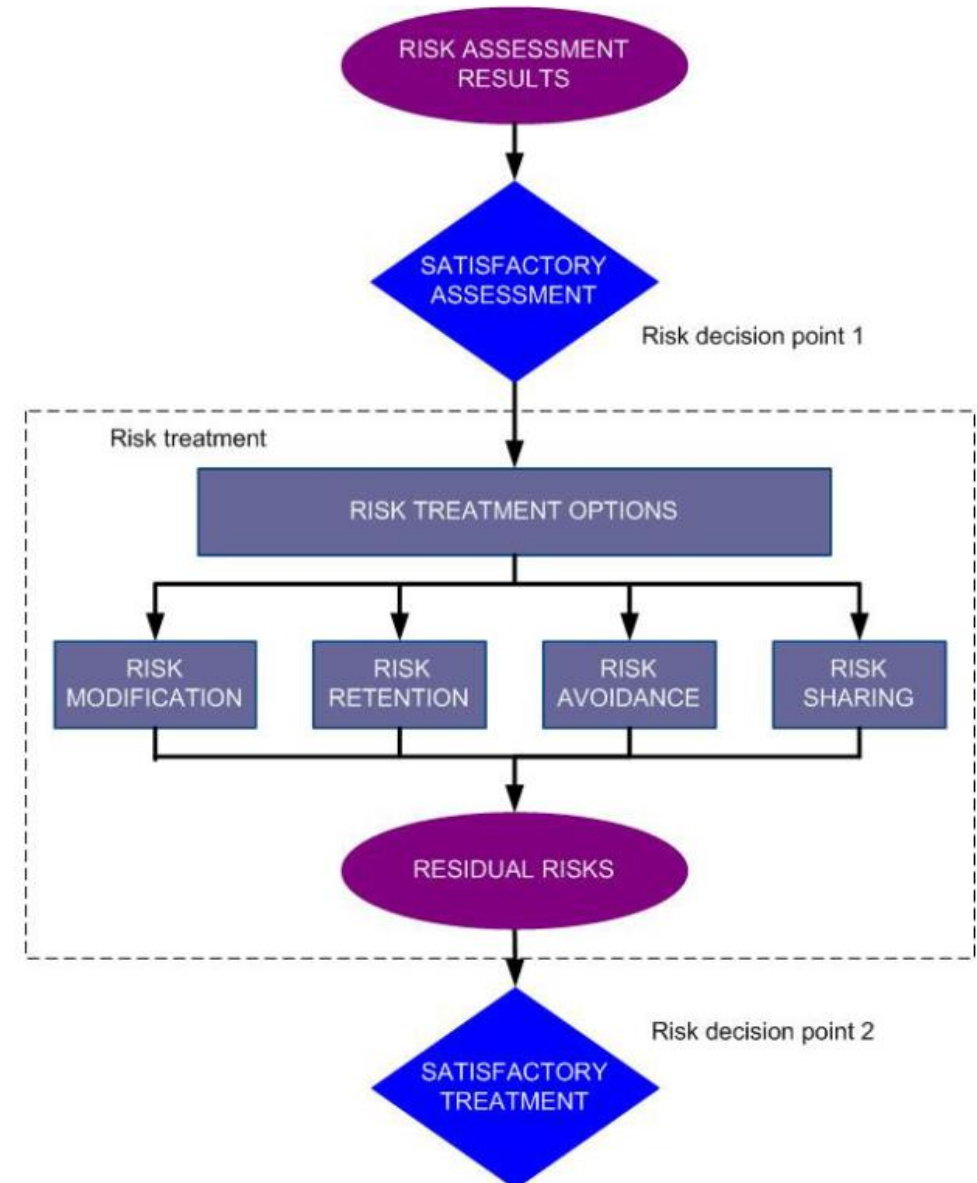 RISK ASSESSMENT
RESULTS
SATISFACTORY
ASSESSMENT
Risk decision point 1
Risk treatment
RISK TREATMENT OPTIONS
RISK
MODIFICATION
RISK
RETENTION
RISK
AVOIDANCE
RISK
SHARING
RESIDUAL RISKS
Risk decision point 2
SATISFACTORY
TREATMENT